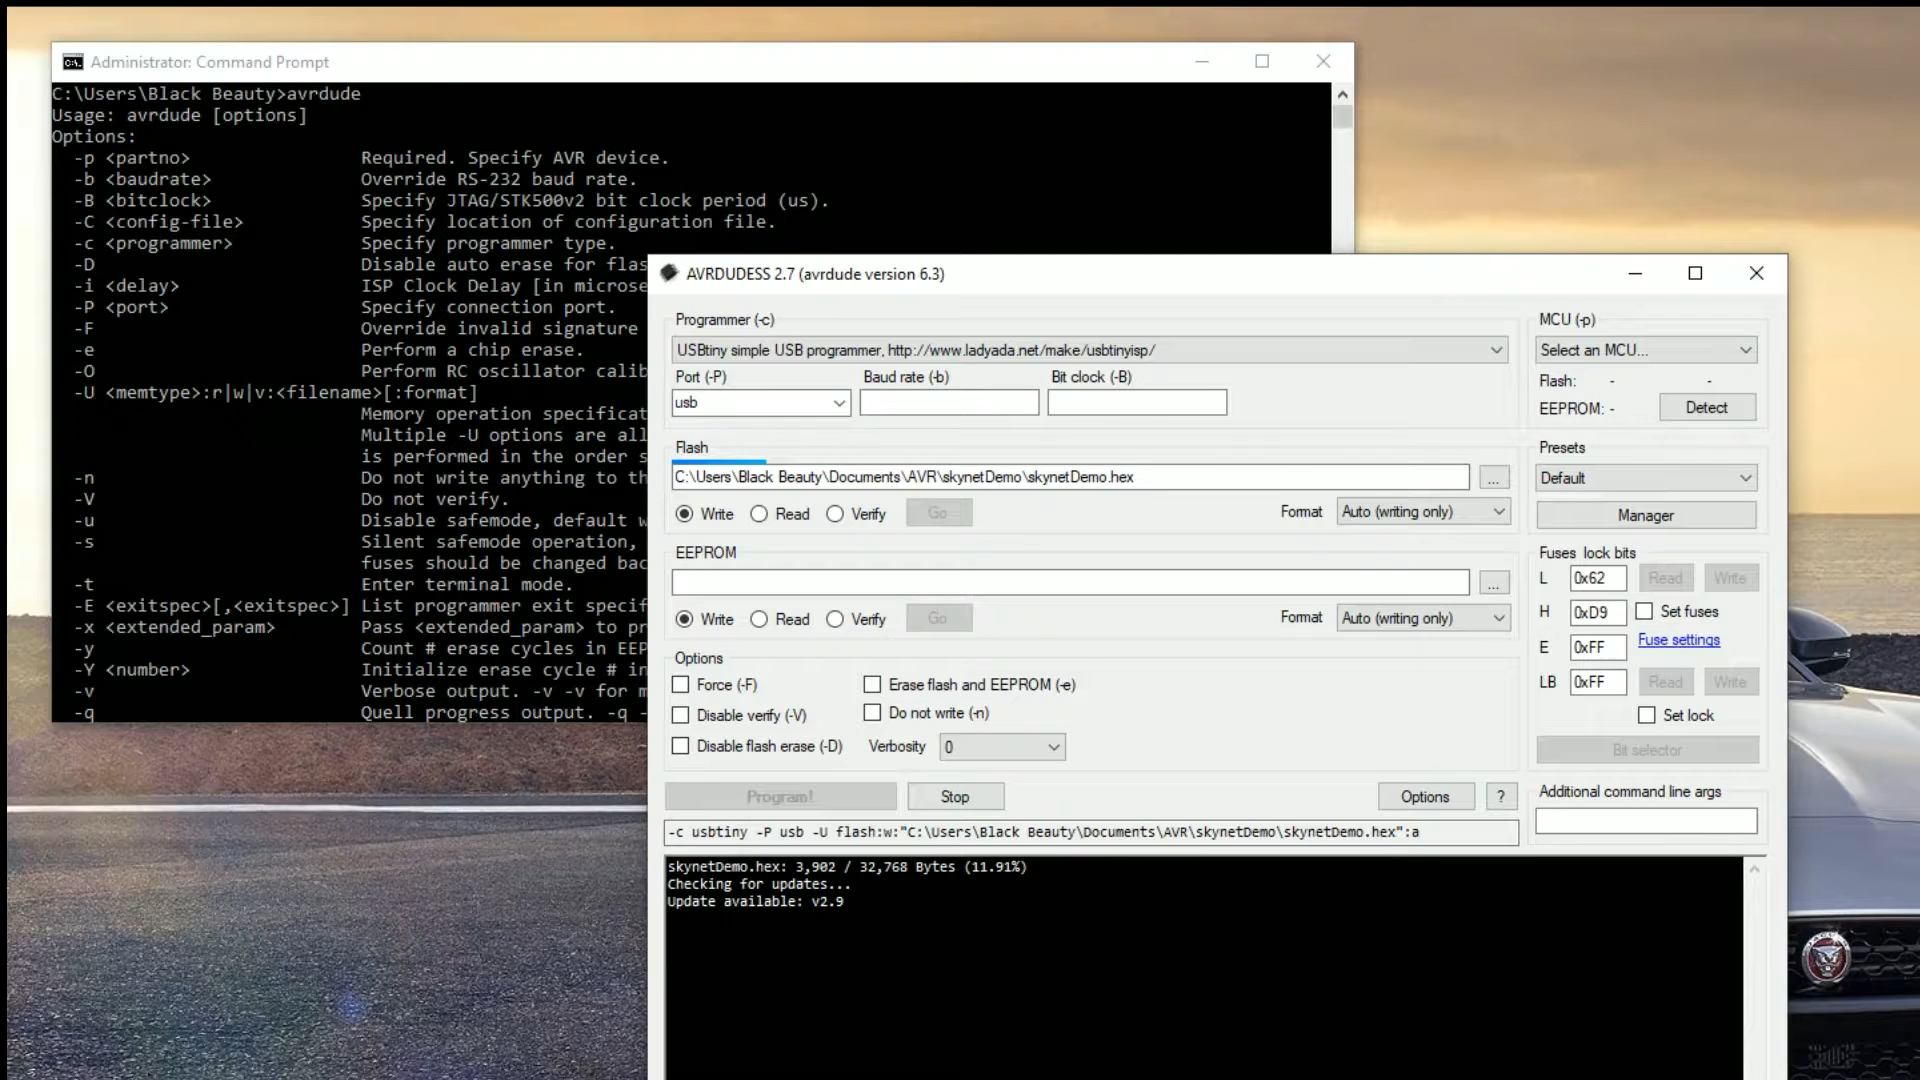 Administrator: Command Prompt
C:\Users\Black Beauty>avrdude
Usage: avrdude [options]
Options:
-p <partno> Required. Specify AVR device.
-b <baudrate> Override RS-232 baud rate.
-B <bitclock> Specify JTAG/STK500v2 bit clock period (us).
-C <config-file> Specify location of configuration file.
-c <programmer> Specify programmer type.
-D Disable auto erase for flas
-i <delay> ISP Clock Delay [in microse
-P <port> Specify connection port.
-F Override invalid signature
-e Perform a chip erase.
-O Perform RC oscillator calib
-U <memtype>:r|w|v:<filename>[:format]
Memory operation specificat
Multiple -U options are all
is performed in the order s
-n Do not write anything to th
-V Do not verify.
-u Disable safemode, default w
-s Silent safemode operation,
fuses should be changed bac
-t Enter terminal mode.
-E <exitspec>[,<exitspec>] List programmer exit specif
-x <extended_param> Pass <extended_param> to pr
-y Count # erase cycles in EEP
-Y <number> Initialize erase cycle # in
-v Verbose output. -v -v for m
-q Quell progress output. -q -
AVRDUDESS 2.7 (avrdude version 6.3)
Programmer (-c)
USBtiny simple USB programmer, http://www.ladyada.net/make/usbtinyisp/
Port (-P) Baud rate (-b) Bit clock (-B)
usb
Flash
C:\Users\Black Beauty\Documents\AVR\skynetDemo\skynetDemo.hex ...
Write Read Verify Go Format Auto (writing only)
EEPROM
...
Write Read Verify Go Format Auto (writing only)
Options
Force (-F) Erase flash and EEPROM (-e)
Disable verify (-V) Do not write (-n)
Disable flash erase (-D) Verbosity 0
Program! Stop Options ?
-c usbtiny -P usb -U flash:w:"C:\Users\Black Beauty\Documents\AVR\skynetDemo\skynetDemo.hex":a
MCU (-p)
Select an MCU...
Flash: - -
EEPROM: - Detect
Presets
Default
Manager
Fuses lock bits
L 0x62 Read Write
H 0xD9 Set fuses
E 0xFF Fuse settings
LB 0xFF Read Write
Set lock
Bit selector
Additional command line args
skynetDemo.hex: 3,902 / 32,768 Bytes (11.91%)
Checking for updates...
Update available: v2.9